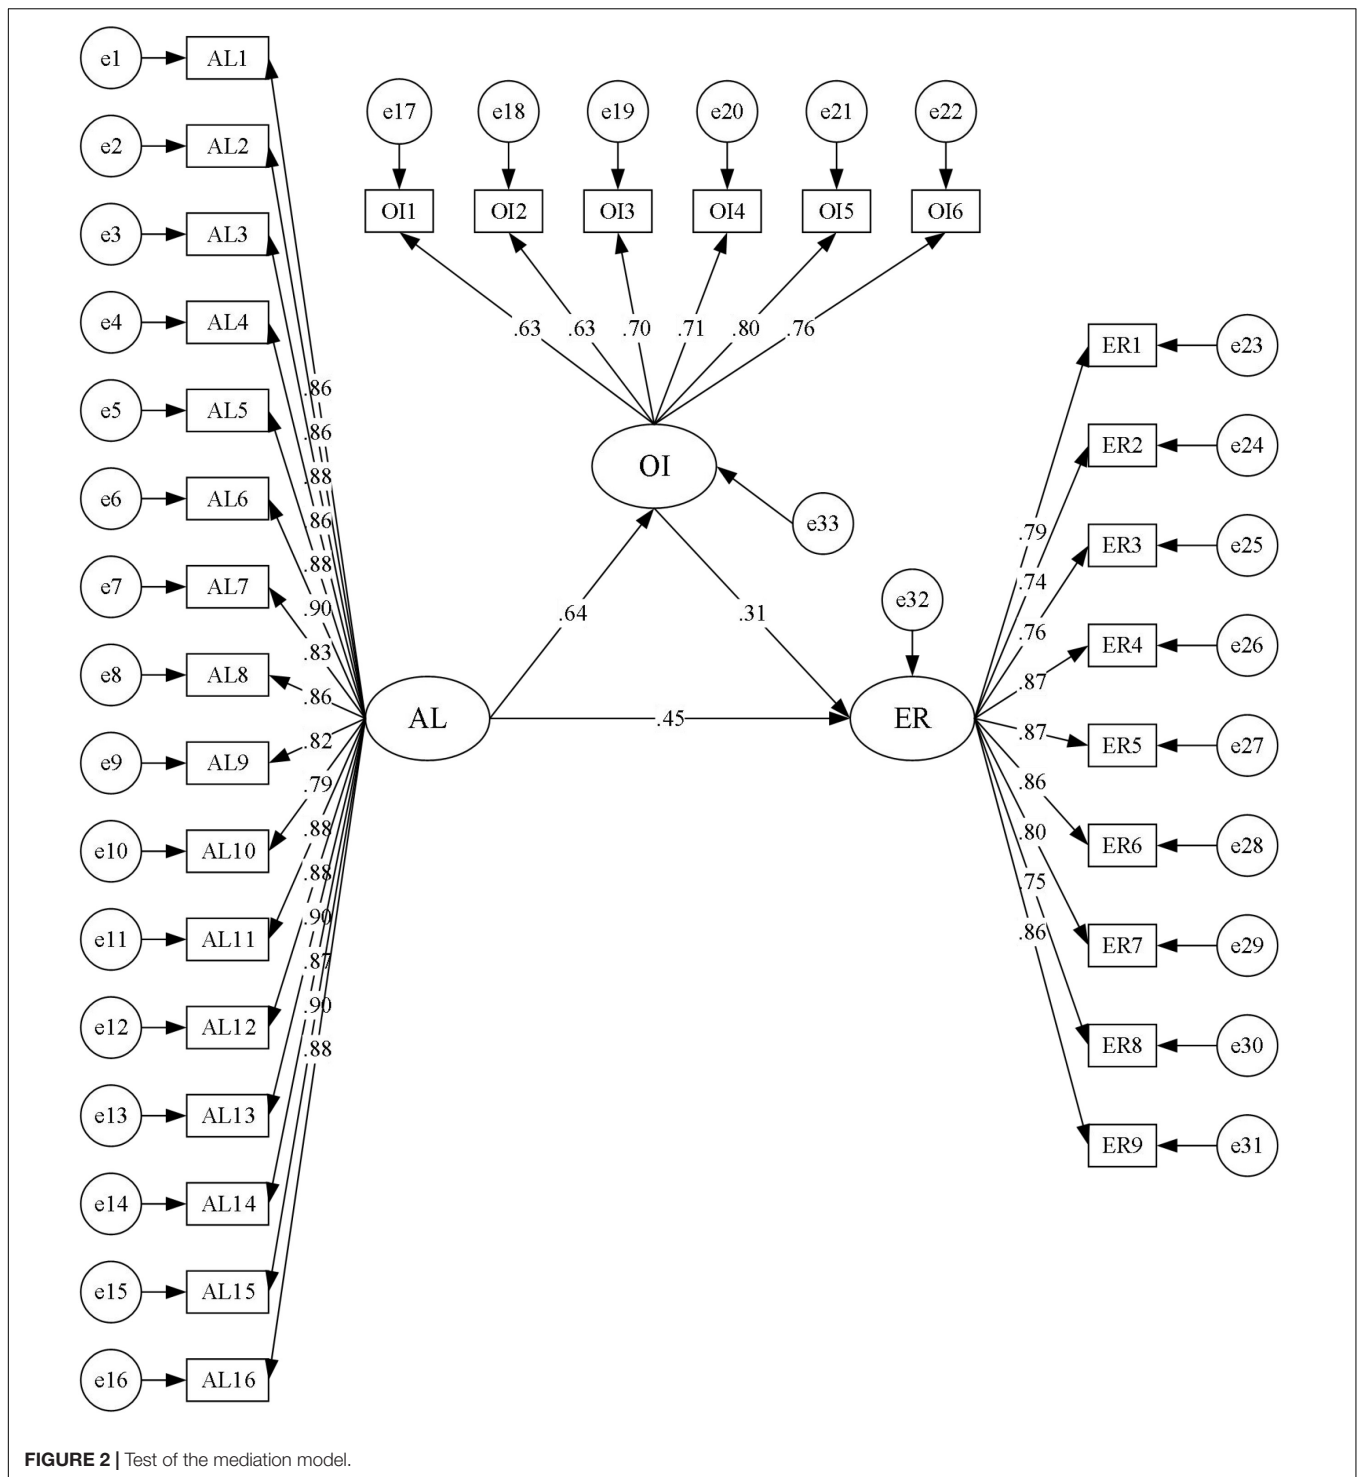 e1 AL1
e2 AL2
e3 AL3
e4 AL4
e5 AL5
e6 AL6
e7 AL7
e8 AL8
e9 AL9
e10 AL10
e11 AL11
e12 AL12
e13 AL13
e14 AL14
e15 AL15
e16 AL16
.86
.86
.88
.86
.88
.90
.83
.86
.82
.79
.88
.88
.90
.87
.90
.88
AL
e17 e18 e19 e20 e21 e22
OI1 OI2 OI3 OI4 OI5 OI6
.63 .63 .70 .71 .80 .76
OI
e33
.64 .31
e32
.45
ER
.79
.74
.76
.87
.87
.86
.80
.75
.86
ER1 e23
ER2 e24
ER3 e25
ER4 e26
ER5 e27
ER6 e28
ER7 e29
ER8 e30
ER9 e31
FIGURE 2 | Test of the mediation model.